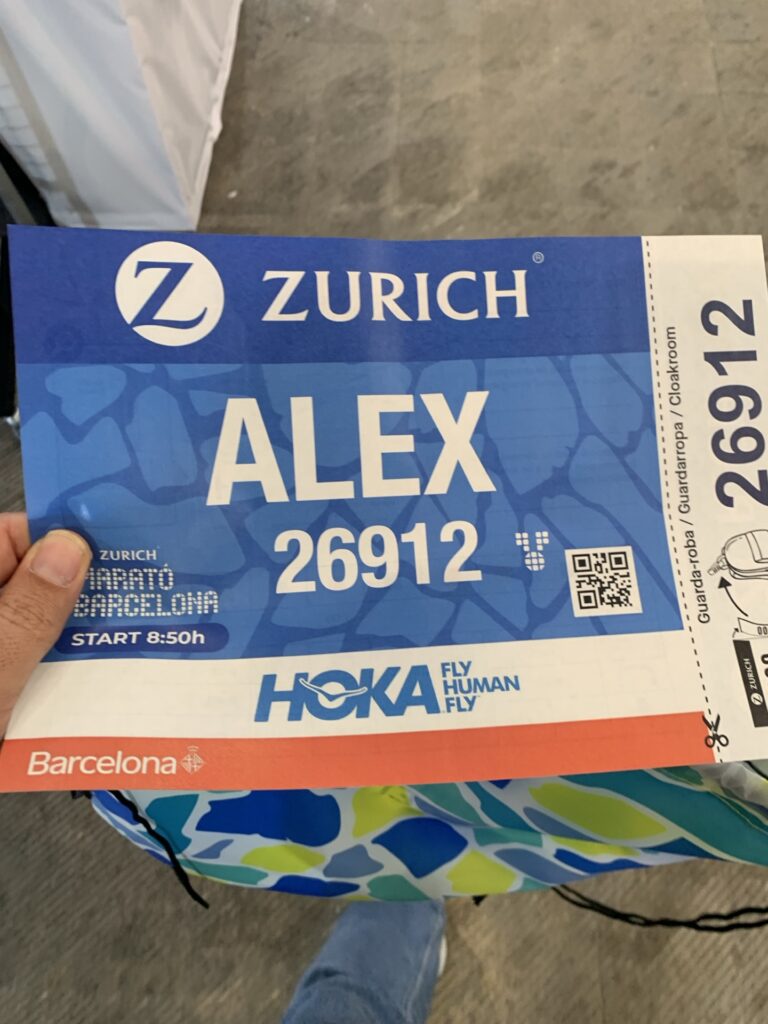 Z ZURICH®
ALEX
26912
ZURICH
MARATÓ
BARCELONA
START 8:50h
HOKA FLY
HUMAN
FLY
Barcelona
Guarda-roba / Guardarropa / Cloakroom
26912
ZURICH